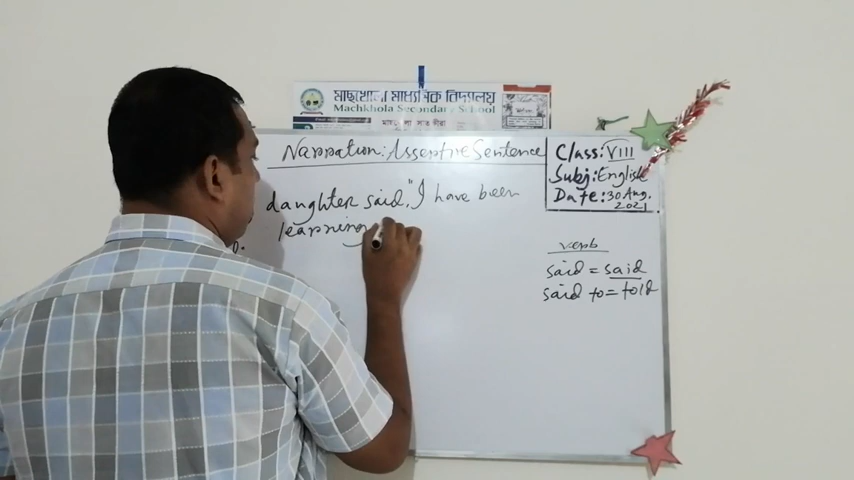 মাছখোলা মাধ্যমিক বিদ্যালয়
Machkhola Secondary School
Narration: Assertive Sentence
Class: VIII
Subj: English
Date: 30 Aug. 2021
daughter said, "I have been
learning
verb
said = said
said to = told